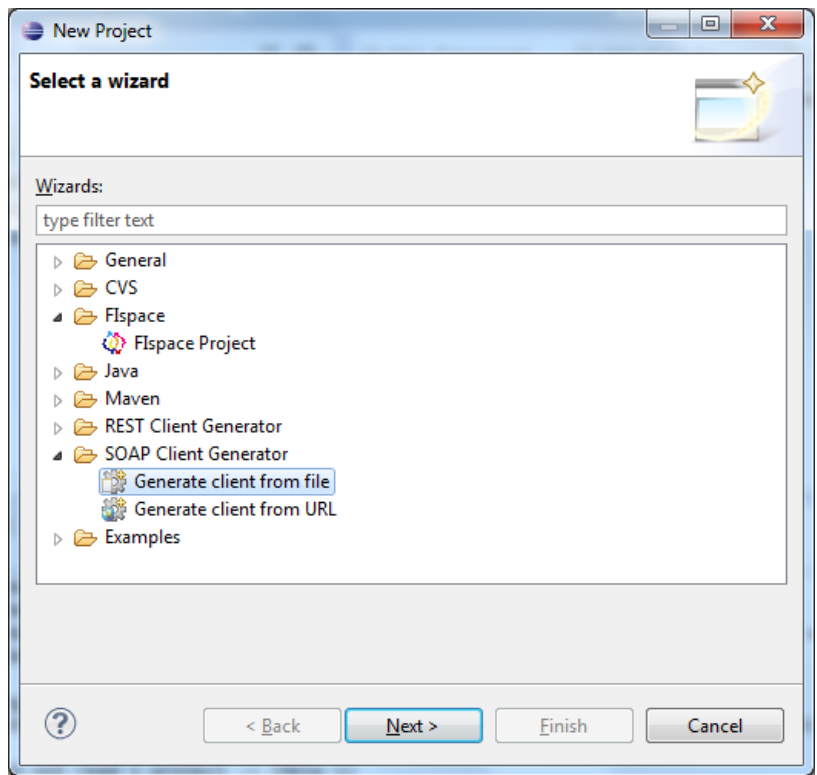 New Project
Select a wizard
Wizards:
type filter text
General
CVS
FIspace
FIspace Project
Java
Maven
REST Client Generator
SOAP Client Generator
Generate client from file
Generate client from URL
Examples
? < Back Next > Finish Cancel